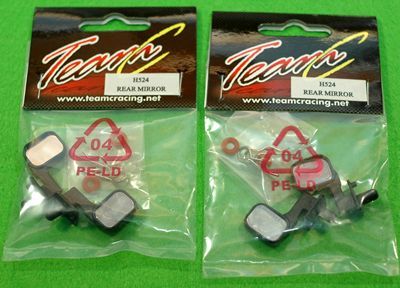 Team C
H524
REAR MIRROR
www.teamcracing.net
04
PE-LD
Team C
H524
REAR MIRROR
www.teamcracing.net
04
PE-LD